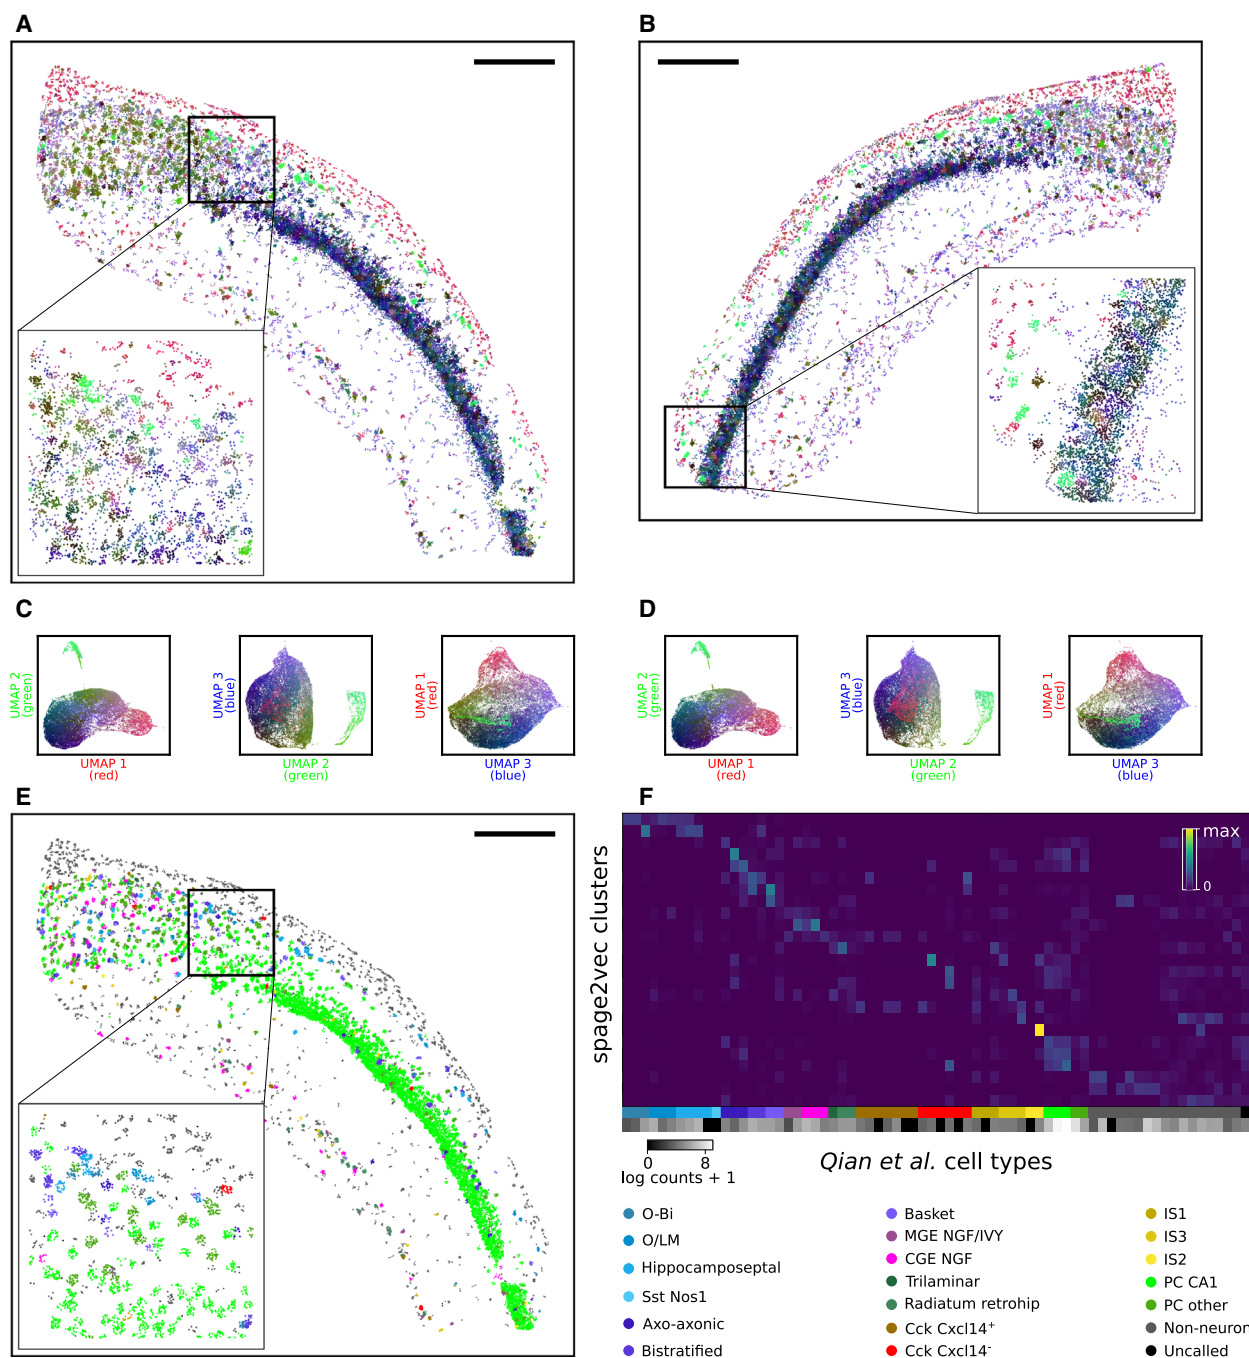 A
B
C
D
UMAP 2
(green)
UMAP 1
(red)
UMAP 3
(blue)
UMAP 2
(green)
UMAP 1
(red)
UMAP 3
(blue)
UMAP 2
(green)
UMAP 1
(red)
UMAP 3
(blue)
UMAP 2
(green)
UMAP 1
(red)
UMAP 3
(blue)
E
F
max
0
spage2vec clusters
0
8
log counts + 1
Qian et al. cell types
O-Bi
O/LM
Hippocamposeptal
Sst Nos1
Axo-axonic
Bistratified
Basket
MGE NGF/IVY
CGE NGF
Trilaminar
Radiatum retrohip
Cck Cxcl14+
Cck Cxcl14-
IS1
IS3
IS2
PC CA1
PC other
Non-neuron
Uncalled